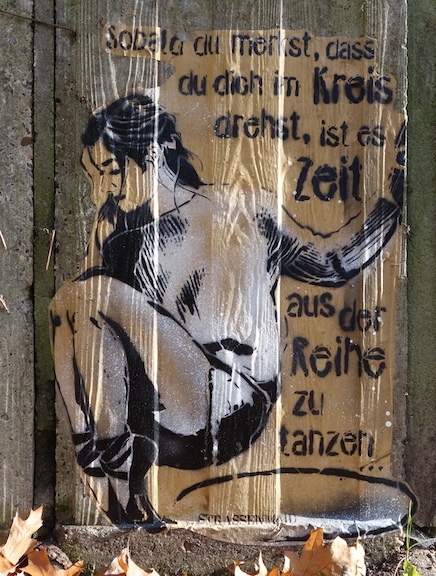 Sobald du merkst, dass
du dich im Kreis
drehst, ist es
Zeit
aus der
Reihe
zu
tanzen...